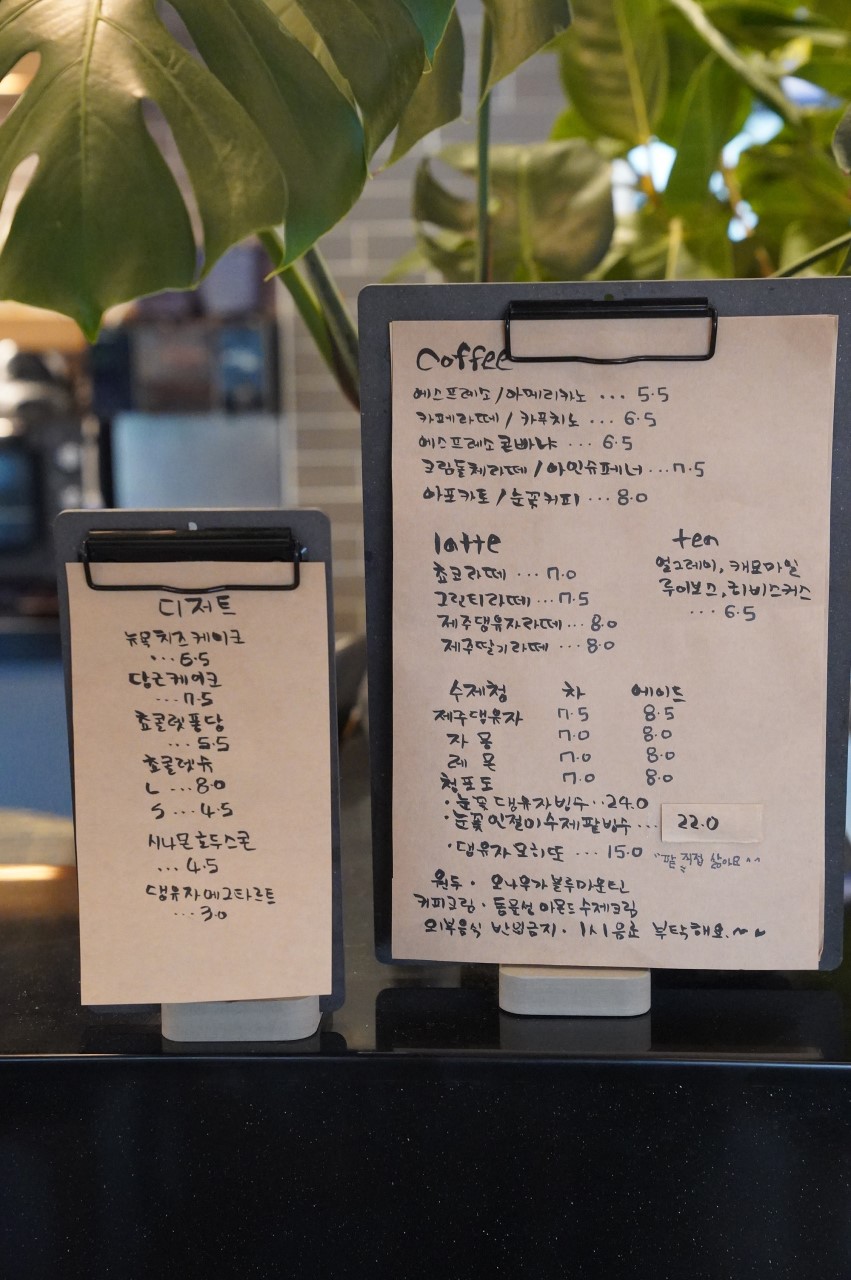 디저트
뉴욕치즈케이크
... 6.5
당근케이크
... 7.5
쵸콜렛퐁당
... 5.5
쵸콜렛슈
L ... 8.0
S ... 4.5
시나몬호두스콘
... 4.5
댕유자에그타르트
... 3.0
Coffee
에스프레소/아메리카노 ... 5.5
카페라떼/카푸치노 ... 6.5
에스프레소콘빠냐 ... 6.5
크림돌체라떼/아인슈페너 ... 7.5
아포카토/눈꽃커피 ... 8.0
latte
쵸코라떼 ... 7.0
그린티라떼 ... 7.5
제주댕유자라떼 ... 8.0
제주딸기라떼 ... 8.0
tea
얼그레이, 캐모마일
루이보스, 히비스커스
... 6.5
수제청 차 에이드
제주댕유자 7.5 8.5
자몽 7.0 8.0
레몬 7.0 8.0
청포도 7.0 8.0
·눈꽃댕유자빙수 ·· 24.0
·눈꽃인절미수제팥빙수 ... 22.0
"팥" 직접 삶아요^^
·댕유자모히또 ... 15.0
원두· 모나무카블루마운틴
커피크림· 동물성 아몬드수제크림
외부음식 반입금지· 1人1음료 부탁해요.~